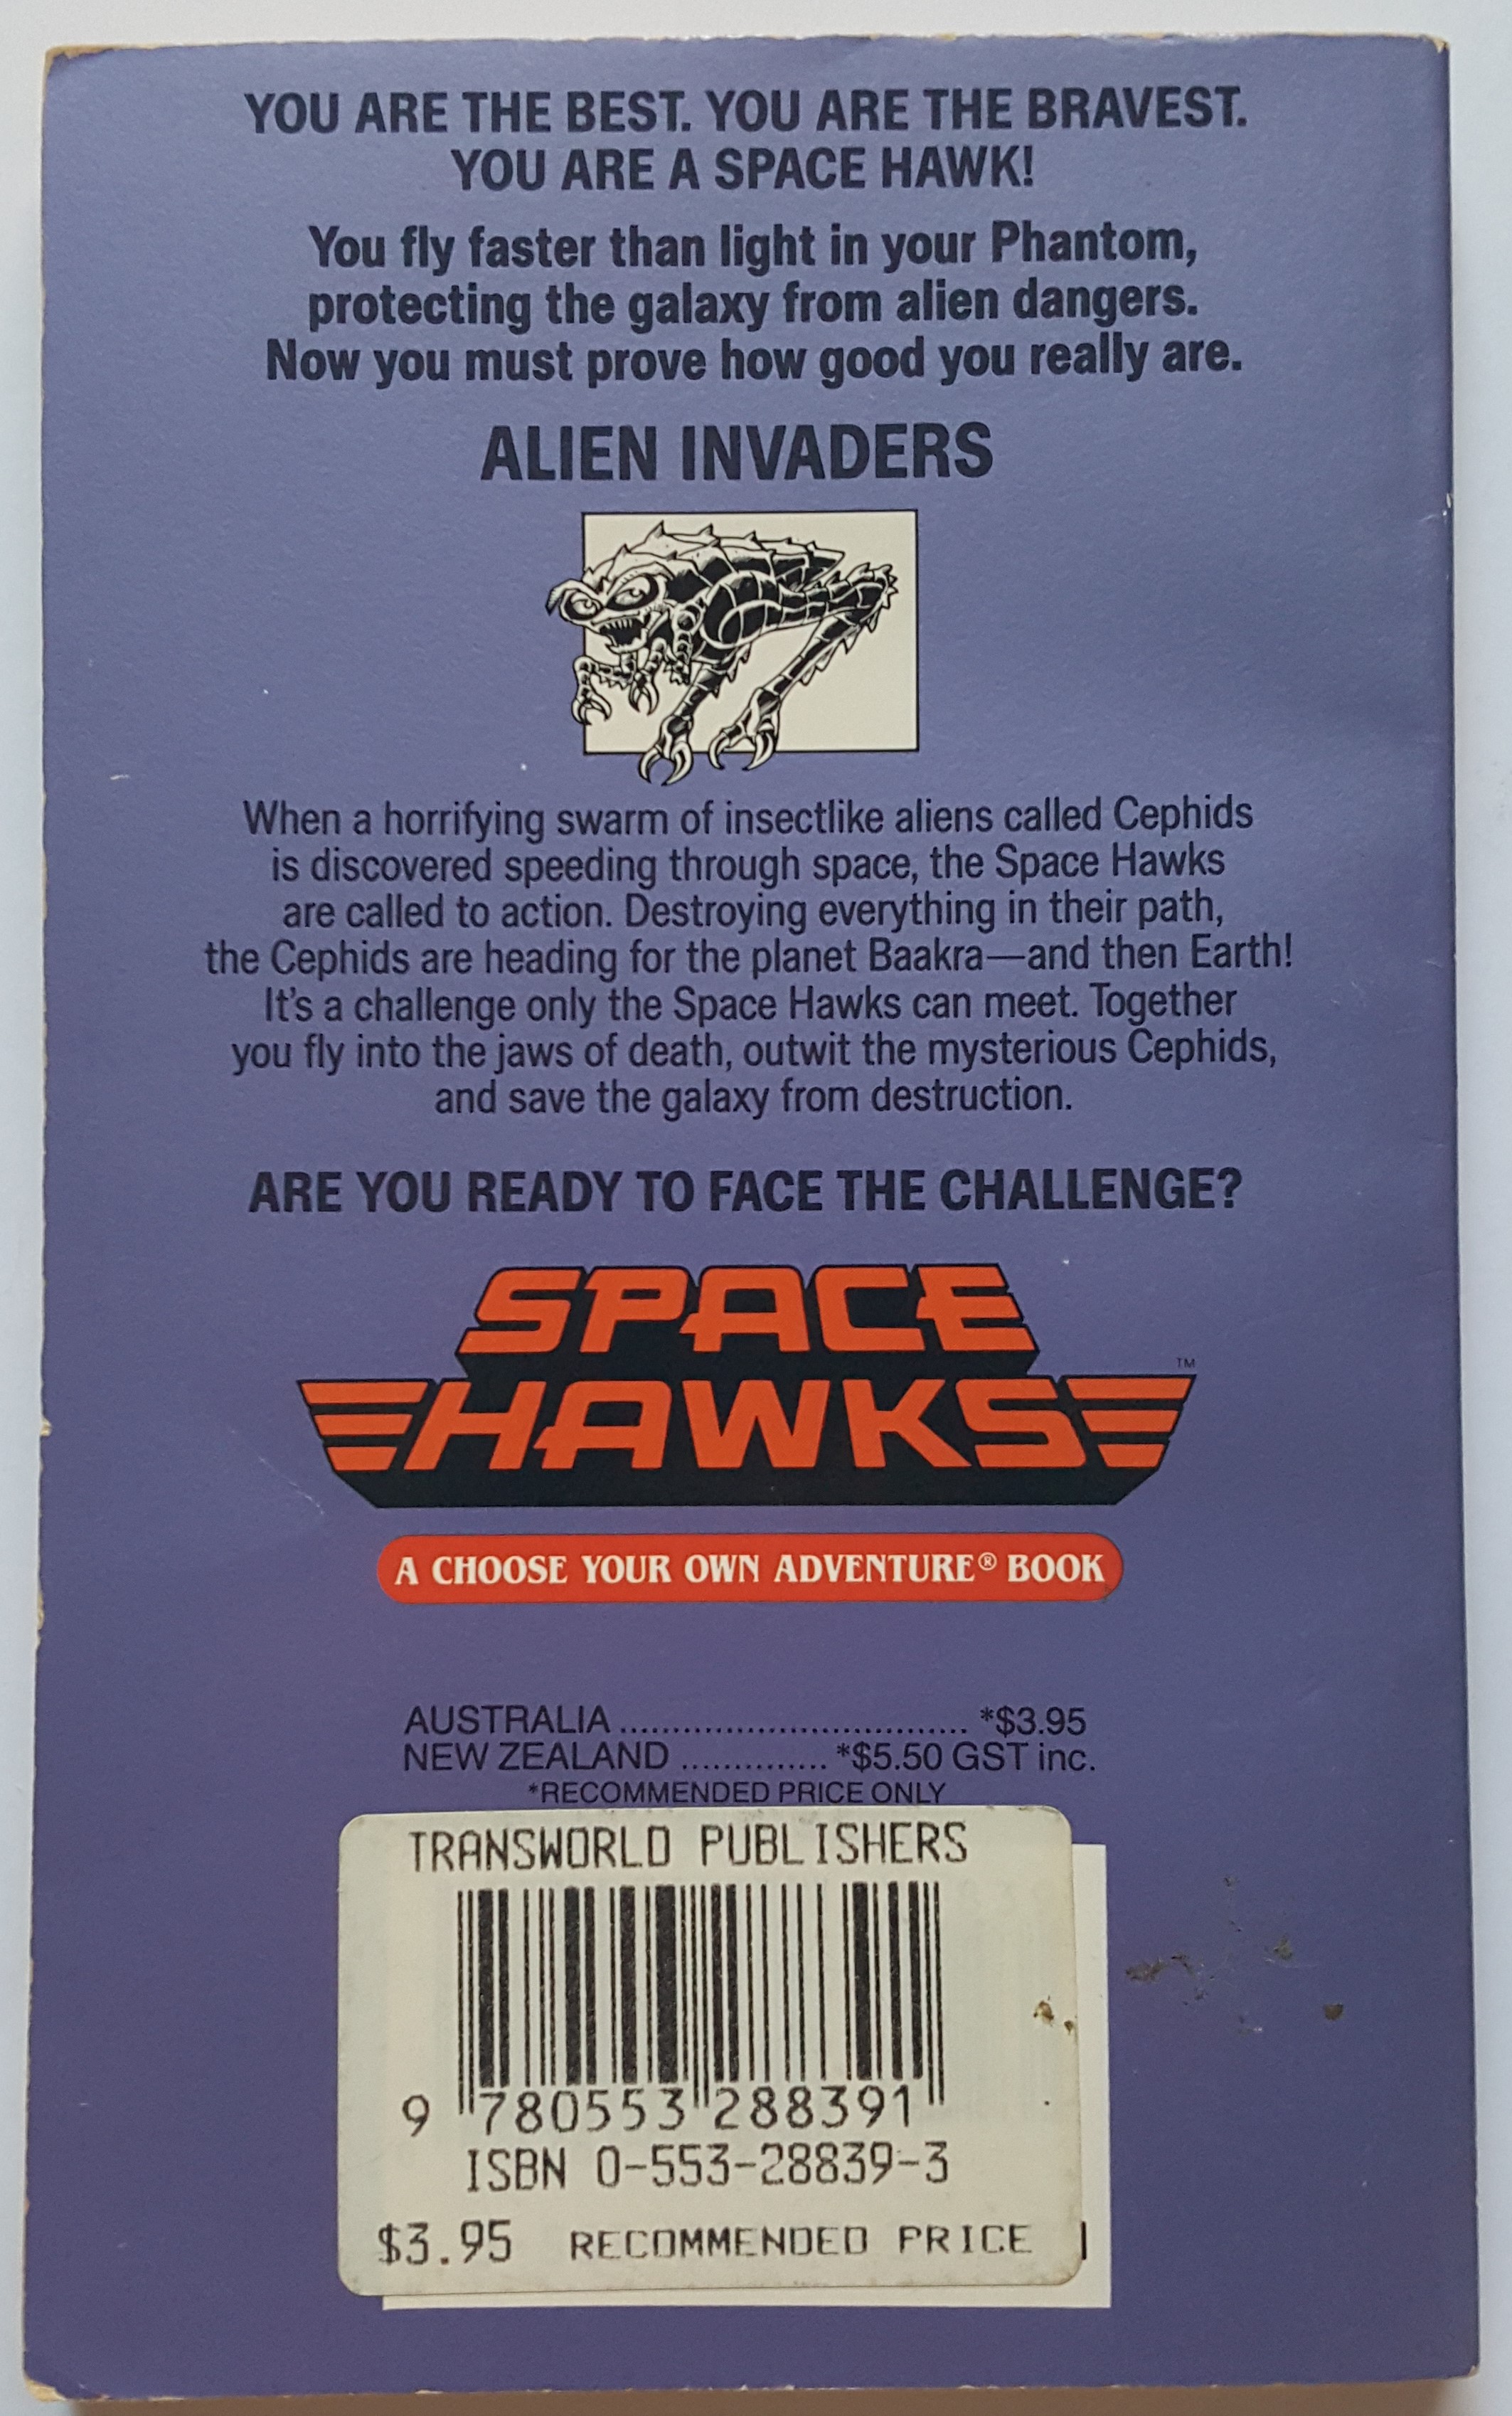 YOU ARE THE BEST. YOU ARE THE BRAVEST.
YOU ARE A SPACE HAWK!
You fly faster than light in your Phantom,
protecting the galaxy from alien dangers.
Now you must prove how good you really are.
ALIEN INVADERS
When a horrifying swarm of insectlike aliens called Cephids
is discovered speeding through space, the Space Hawks
are called to action. Destroying everything in their path,
the Cephids are heading for the planet Baakra—and then Earth!
It's a challenge only the Space Hawks can meet. Together
you fly into the jaws of death, outwit the mysterious Cephids,
and save the galaxy from destruction.
ARE YOU READY TO FACE THE CHALLENGE?
SPACE
HAWKS™
A CHOOSE YOUR OWN ADVENTURE® BOOK
AUSTRALIA .................................. *$3.95
NEW ZEALAND .............. *$5.50 GST inc.
*RECOMMENDED PRICE ONLY
TRANSWORLD PUBLISHERS
9 780553 288391
ISBN 0-553-28839-3
$3.95 RECOMMENDED PRICE